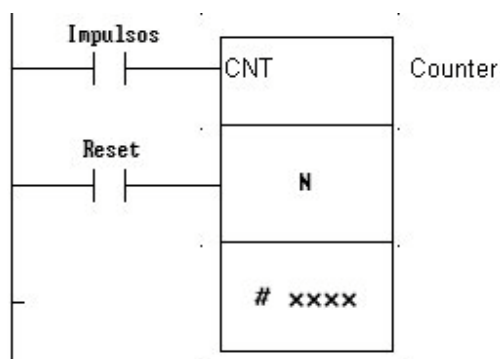 Impulsos
CNT
Counter
Reset
N
# xxxx